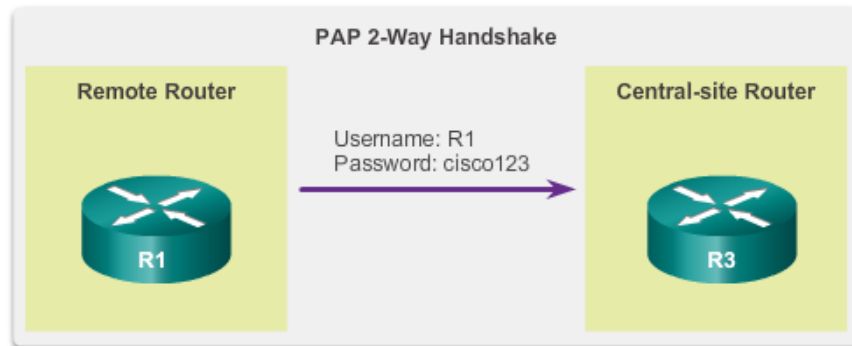 PAP 2-Way Handshake
Remote Router
Central-site Router
Username: R1
Password: cisco123
R1
R3